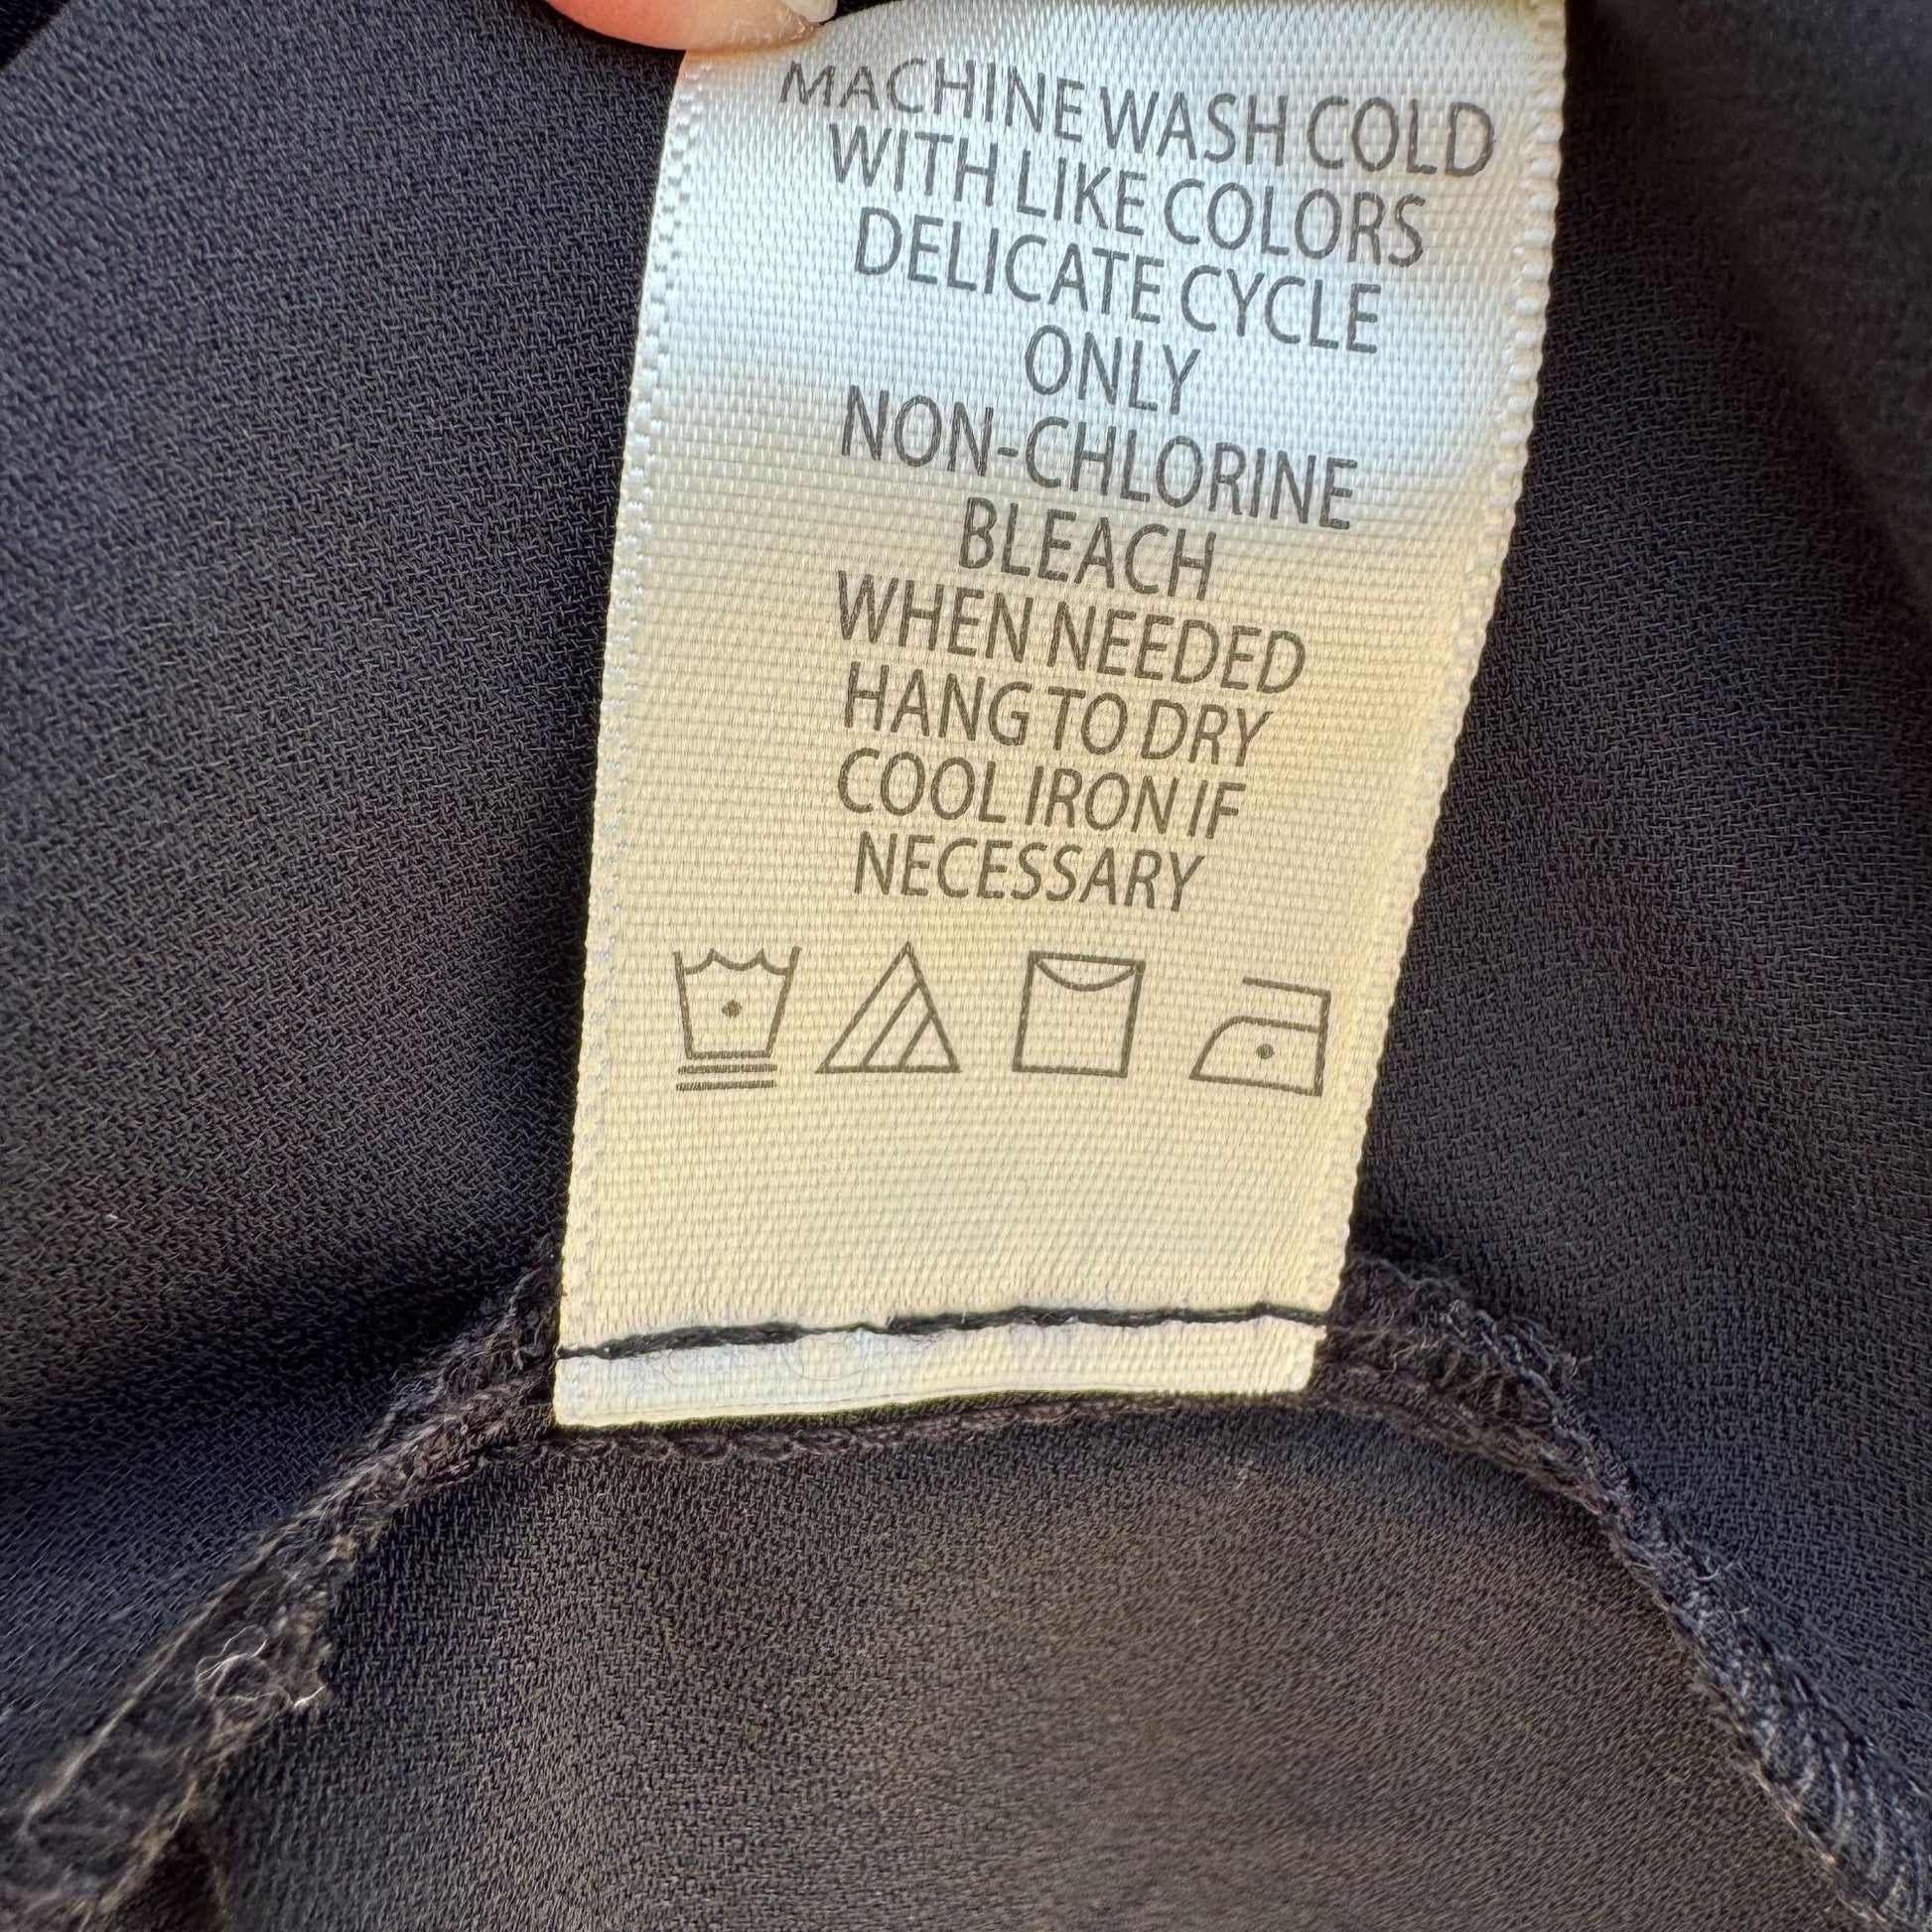 MACHINE WASH COLD
WITH LIKE COLORS
DELICATE CYCLE
ONLY
NON-CHLORINE
BLEACH
WHEN NEEDED
HANG TO DRY
COOL IRON IF
NECESSARY